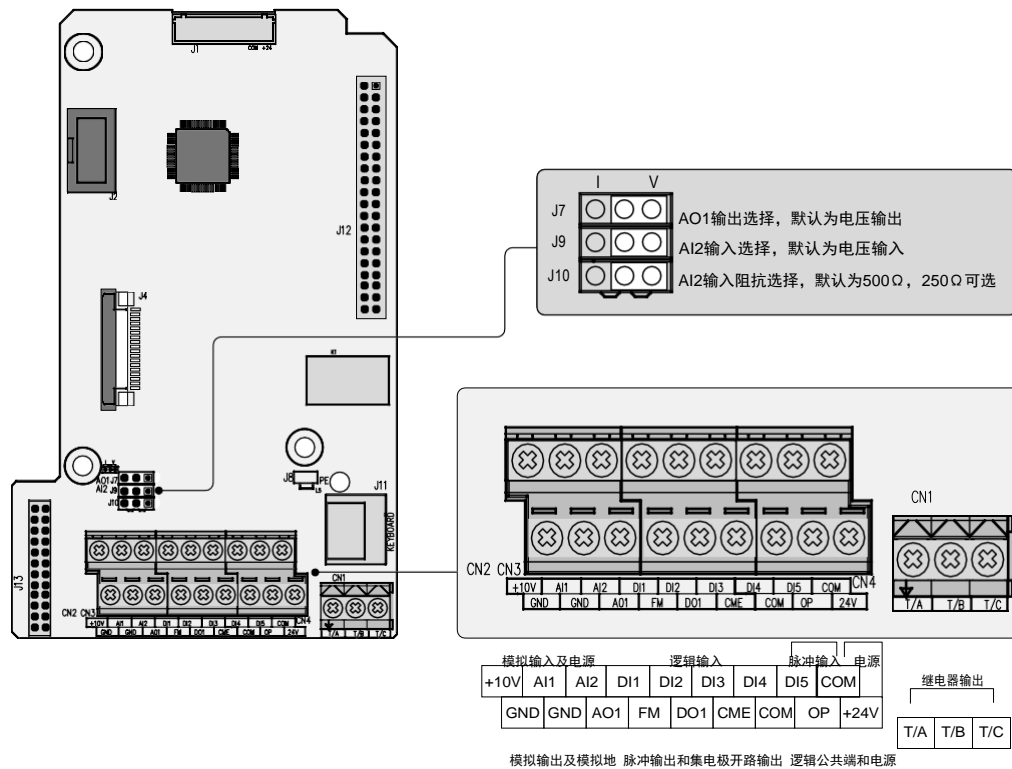 J1
COM +24
J2
J12
J4
K1
I V
J7 AO1输出选择，默认为电压输出
J9 AI2输入选择，默认为电压输入
J10 AI2输入阻抗选择，默认为500Ω，250Ω可选
I V
AO1 J7
AI2 J9
J10
J8
L5
PE
J11
KEYBOARD
J13
CN2 CN3
CN4
CN1
+10V AI1 AI2 DI1 DI2 DI3 DI4 DI5 COM
GND GND AO1 FM DO1 CME COM OP 24V
T/A T/B T/C
CN2 CN3
CN4
CN1
+10V AI1 AI2 DI1 DI2 DI3 DI4 DI5 COM
GND GND AO1 FM DO1 CME COM OP 24V
T/A T/B T/C
模拟输入及电源 逻辑输入 脉冲输入 电源
+10V AI1 AI2 DI1 DI2 DI3 DI4 DI5 COM
GND GND AO1 FM DO1 CME COM OP +24V
模拟输出及模拟地 脉冲输出和集电极开路输出 逻辑公共端和电源
继电器输出
T/A T/B T/C